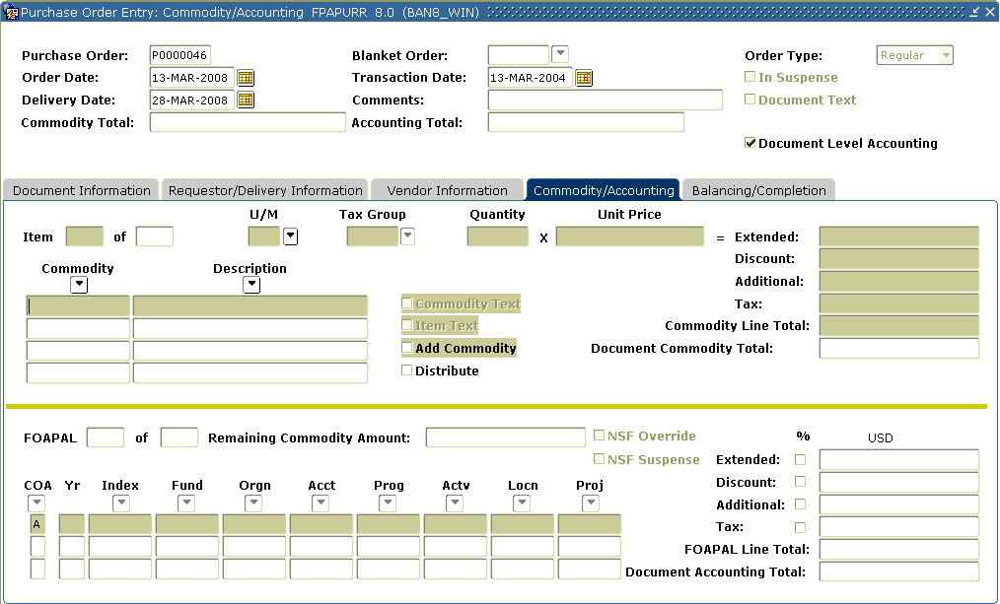 Purchase Order Entry: Commodity/Accounting FPAPURR 8.0 (BAN8_WIN)
Purchase Order: P0000046 Blanket Order: Order Type: Regular
Order Date: 13-MAR-2008 Transaction Date: 13-MAR-2004 In Suspense
Delivery Date: 28-MAR-2008 Comments: Document Text
Commodity Total: Accounting Total:
Document Level Accounting
Document Information Requestor/Delivery Information Vendor Information Commodity/Accounting Balancing/Completion
U/M Tax Group Quantity Unit Price
Item of X = Extended:
Discount:
Commodity Description
Additional:
Commodity Text Tax:
Item Text Commodity Line Total:
Add Commodity Document Commodity Total:
Distribute
FOAPAL of Remaining Commodity Amount: NSF Override % USD
NSF Suspense Extended:
COA Yr Index Fund Orgn Acct Prog Actv Locn Proj Discount:
Additional:
A Tax:
FOAPAL Line Total:
Document Accounting Total: